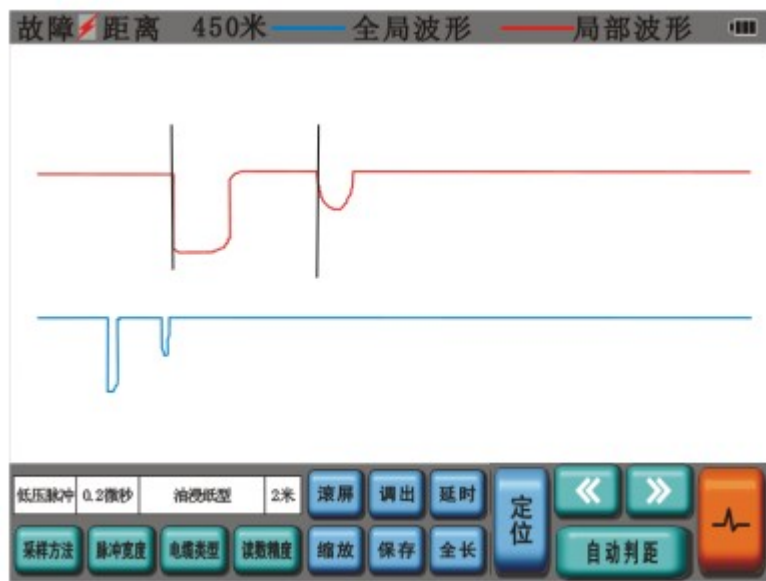 故障 距离 450米 全局波形 局部波形
低压脉冲 0.2微秒 油浸纸型 2米 滚屏 调出 延时 定位 « »
采样方法 脉冲宽度 电缆类型 读数精度 缩放 保存 全长 自动判距